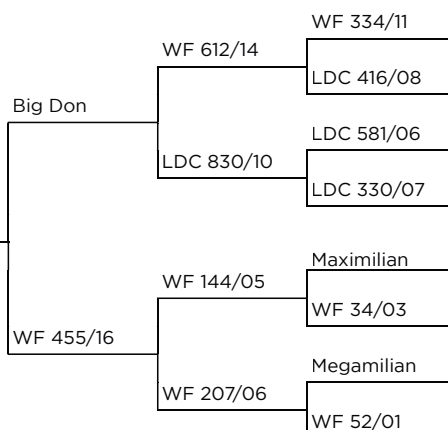 WF 334/11
WF 612/14
LDC 416/08
Big Don
LDC 581/06
LDC 830/10
LDC 330/07
Maximilian
WF 144/05
WF 34/03
WF 455/16
Megamilian
WF 207/06
WF 52/01